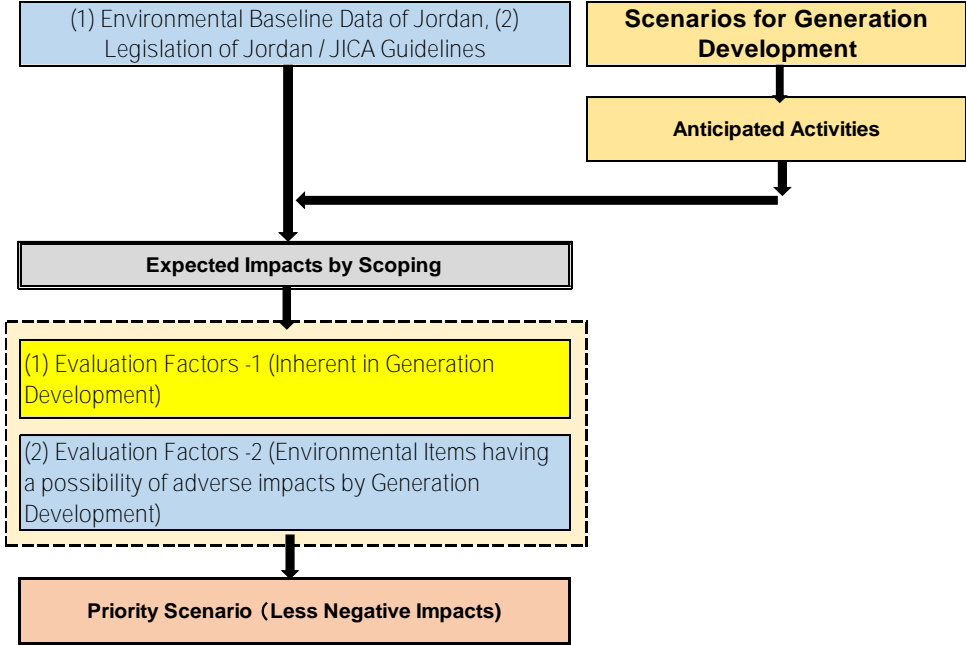 (1) Environmental Baseline Data of Jordan, (2)
Legislation of Jordan / JICA Guidelines
Scenarios for Generation
Development
Anticipated Activities
Expected Impacts by Scoping
(1) Evaluation Factors -1 (Inherent in Generation
Development)
(2) Evaluation Factors -2 (Environmental Items having
a possibility of adverse impacts by Generation
Development)
Priority Scenario（Less Negative Impacts)